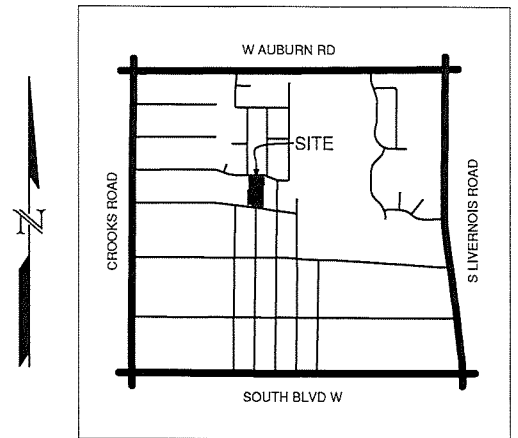 W AUBURN RD
SITE
CROOKS ROAD
S LIVERNOIS ROAD
N
SOUTH BLVD W